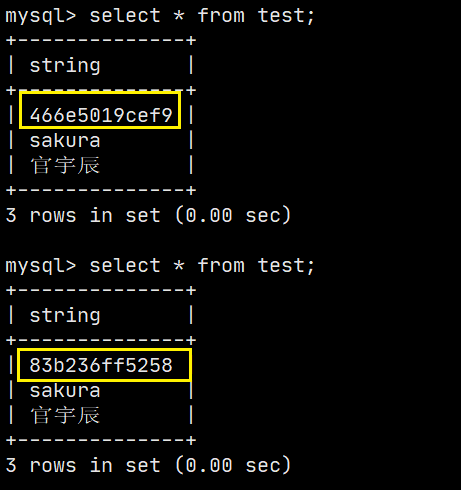 mysql> select * from test;
+--------------+
| string       |
+--------------+
| 466e5019cef9 |
| sakura       |
| 官宇辰       |
+--------------+
3 rows in set (0.00 sec)
mysql> select * from test;
+--------------+
| string       |
+--------------+
| 83b236ff5258 |
| sakura       |
| 官宇辰       |
+--------------+
3 rows in set (0.00 sec)